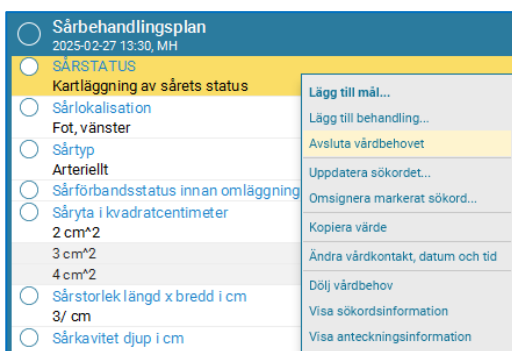 Sårbehandlingsplan
2025-02-27 13:30, MH
SÅRSTATUS
Kartläggning av sårets status
Sårlokalisation
Fot, vänster
Sårtyp
Arteriellt
Sårförbandsstatus innan omläggning
Såryta i kvadratcentimeter
2 cm^2
3 cm^2
4 cm^2
Sårstorlek längd x bredd i cm
3/ cm
Sårkavitet djup i cm
Lägg till mål...
Lägg till behandling...
Avsluta vårdbehovet
Uppdatera sökordet...
Omsignera markerat sökord...
Kopiera värde
Ändra vårdkontakt, datum och tid
Dölj vårdbehov
Visa sökordsinformation
Visa anteckningsinformation